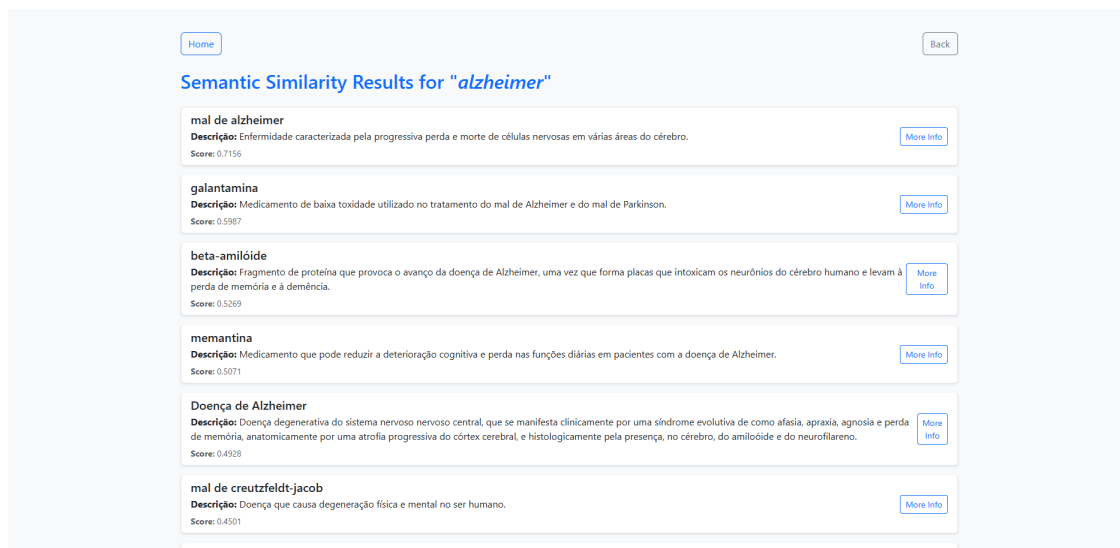 Home
Back
Semantic Similarity Results for "alzheimer"
mal de alzheimer
Descrição: Enfermidade caracterizada pela progressiva perda e morte de células nervosas em várias áreas do cérebro.
More Info
Score: 0.7156
galantamina
Descrição: Medicamento de baixa toxidade utilizado no tratamento do mal de Alzheimer e do mal de Parkinson.
More Info
Score: 0.5987
beta-amilóide
Descrição: Fragmento de proteína que provoca o avanço da doença de Alzheimer, uma vez que forma placas que intoxicam os neurônios do cérebro humano e levam à
perda de memória e à demência.
More
Info
Score: 0.5269
memantina
Descrição: Medicamento que pode reduzir a deterioração cognitiva e perda nas funções diárias em pacientes com a doença de Alzheimer.
More Info
Score: 0.5071
Doença de Alzheimer
Descrição: Doença degenerativa do sistema nervoso nervoso central, que se manifesta clinicamente por uma síndrome evolutiva de como afasia, apraxia, agnosia e perda
de memória, anatomicamente por uma atrofia progressiva do córtex cerebral, e histologicamente pela presença, no cérebro, do amiloóide e do neurofilareno.
More
Info
Score: 0.4928
mal de creutzfeldt-jacob
Descrição: Doença que causa degeneração física e mental no ser humano.
More Info
Score: 0.4501